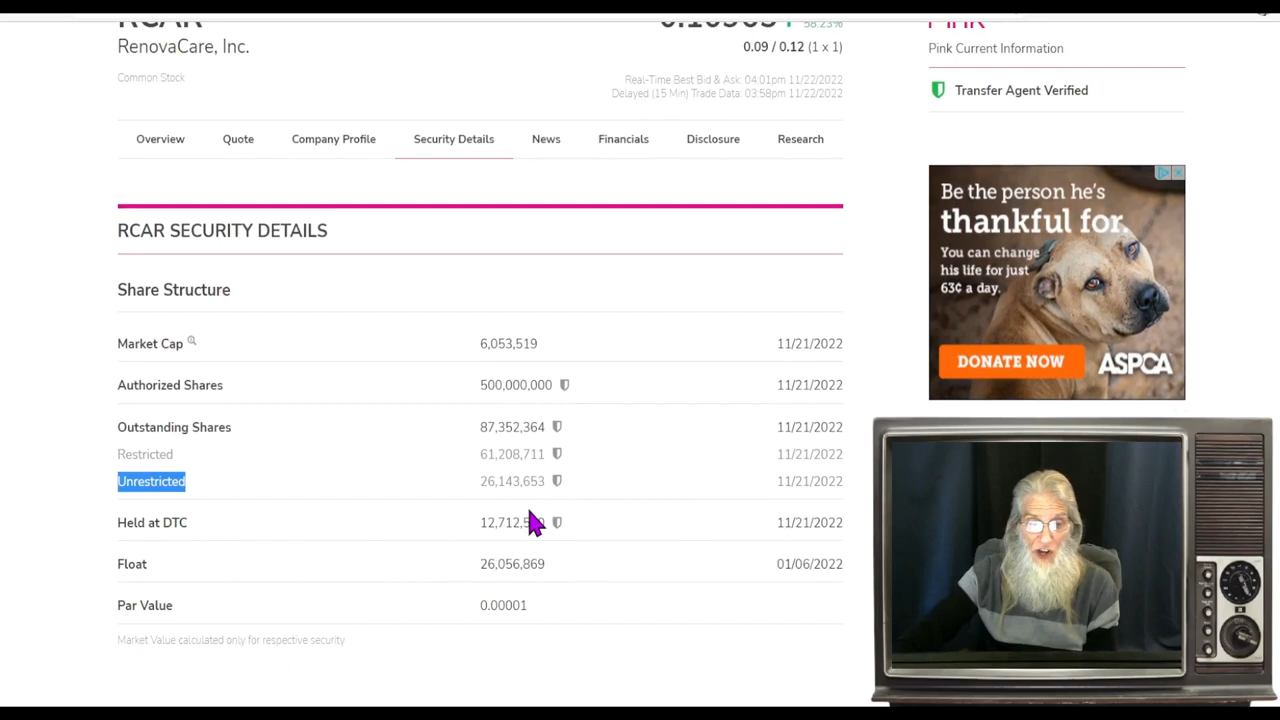 RCAR
58.23%
RenovaCare, Inc.
0.09 / 0.12 (1 x 1)
Common Stock
Real-Time Best Bid & Ask: 04:01pm 11/22/2022
Delayed (15 Min) Trade Data: 03:58pm 11/22/2022
Pink Current Information
Transfer Agent Verified
Overview Quote Company Profile Security Details News Financials Disclosure Research
RCAR SECURITY DETAILS
Share Structure
Market Cap 6,053,519 11/21/2022
Authorized Shares 500,000,000 11/21/2022
Outstanding Shares 87,352,364 11/21/2022
Restricted 61,208,711 11/21/2022
Unrestricted 26,143,653 11/21/2022
Held at DTC 11/21/2022
Float 26,056,869 01/06/2022
Par Value 0.00001
Market Value calculated only for respective security
Be the person he's
thankful for.
You can change
his life for just
63¢ a day.
DONATE NOW ASPCA